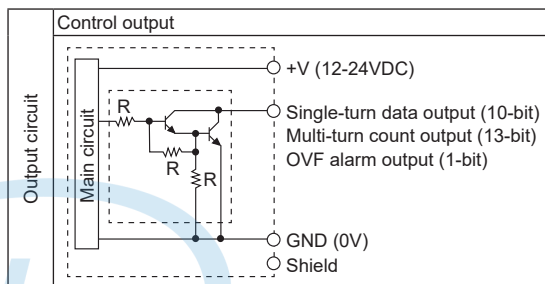 Control output
Output circuit
Main circuit
+V (12-24VDC)
R
Single-turn data output (10-bit)
Multi-turn count output (13-bit)
OVF alarm output (1-bit)
R
R
GND (0V)
Shield